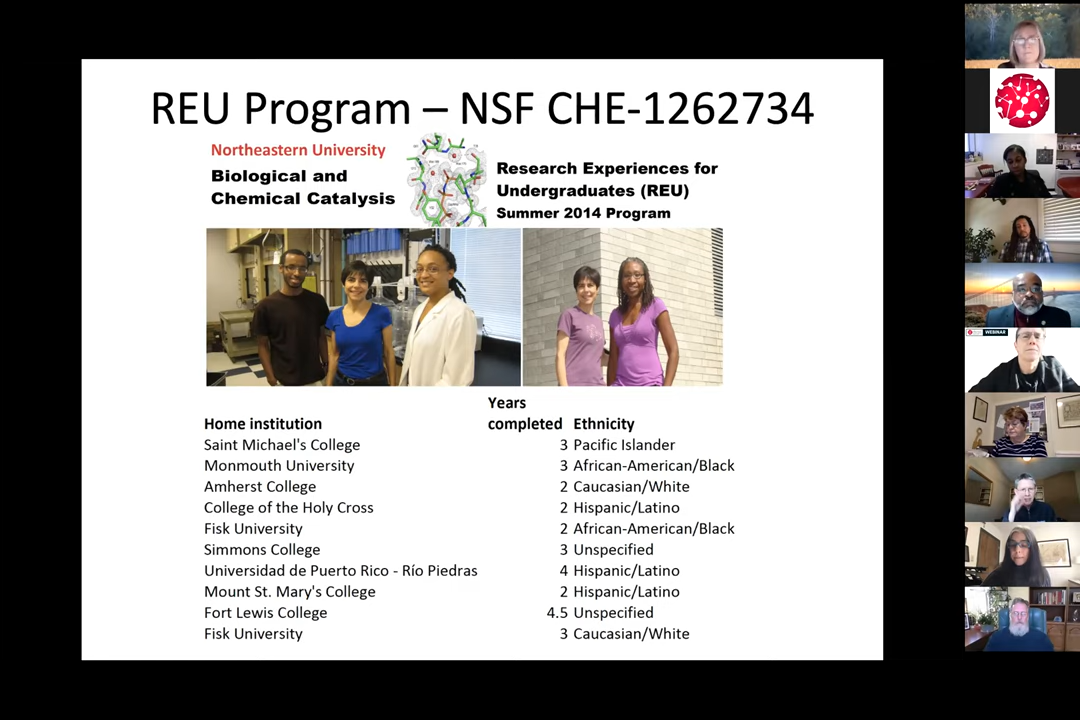 REU Program – NSF CHE-1262734
Northeastern University
Biological and
Chemical Catalysis
Research Experiences for
Undergraduates (REU)
Summer 2014 Program
Home institution Years completed Ethnicity
Saint Michael's College 3 Pacific Islander
Monmouth University 3 African-American/Black
Amherst College 2 Caucasian/White
College of the Holy Cross 2 Hispanic/Latino
Fisk University 2 African-American/Black
Simmons College 3 Unspecified
Universidad de Puerto Rico - Río Piedras 4 Hispanic/Latino
Mount St. Mary's College 2 Hispanic/Latino
Fort Lewis College 4.5 Unspecified
Fisk University 3 Caucasian/White
WEBINAR